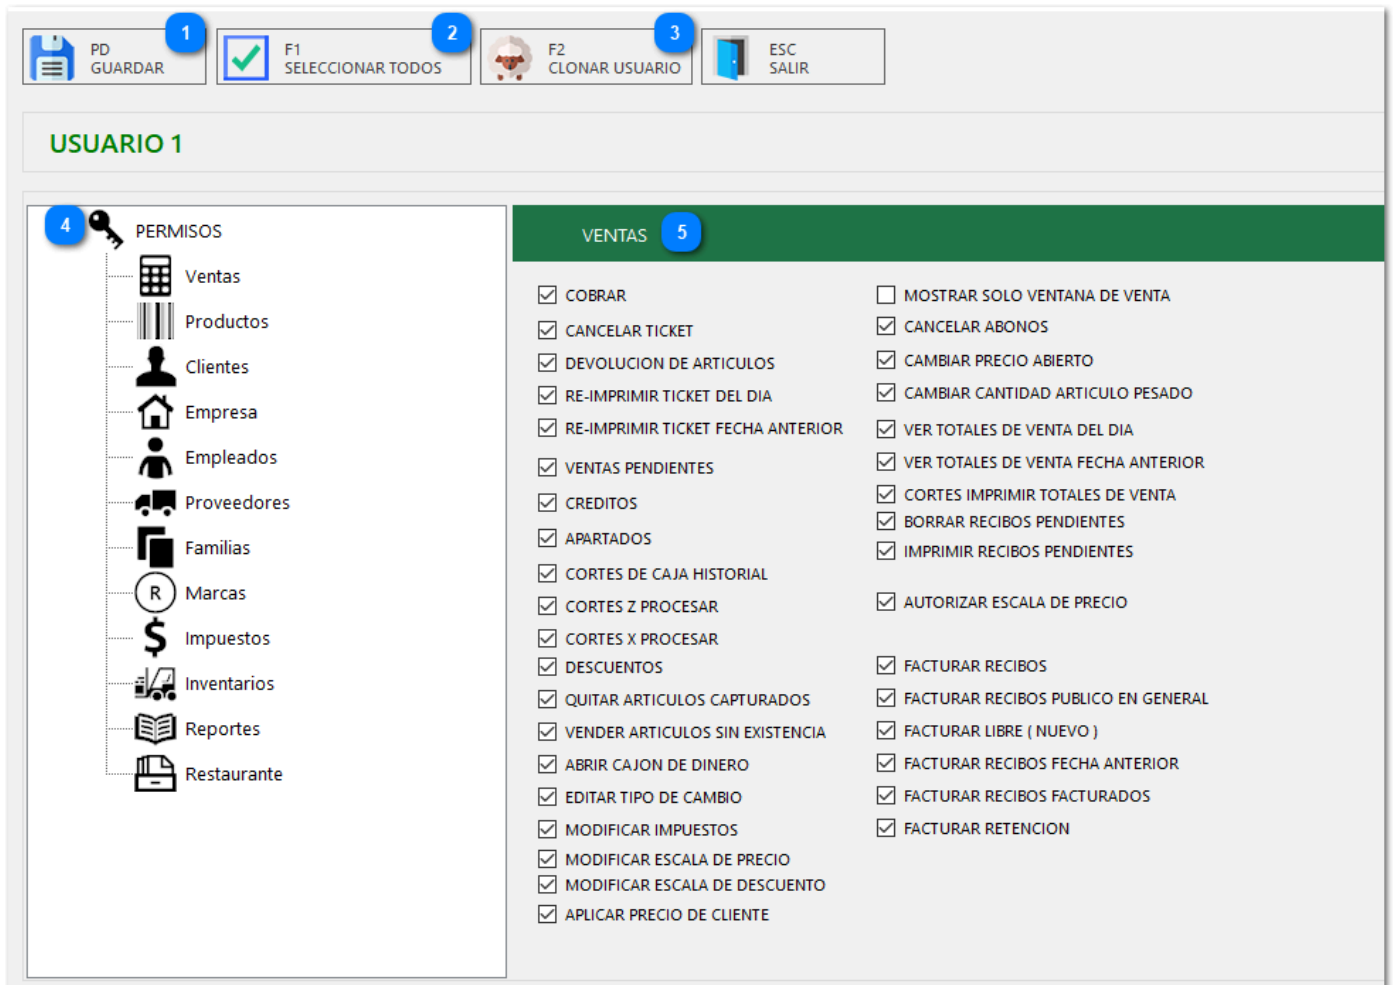 1
PD
GUARDAR
2
F1
SELECCIONAR TODOS
3
F2
CLONAR USUARIO
ESC
SALIR
USUARIO 1
4
PERMISOS
Ventas
Productos
Clientes
Empresa
Empleados
Proveedores
Familias
R
Marcas
$
Impuestos
Inventarios
Reportes
Restaurante
VENTAS
5
COBRAR
CANCELAR TICKET
DEVOLUCION DE ARTICULOS
RE-IMPRIMIR TICKET DEL DIA
RE-IMPRIMIR TICKET FECHA ANTERIOR
VENTAS PENDIENTES
CREDITOS
APARTADOS
CORTES DE CAJA HISTORIAL
CORTES Z PROCESAR
CORTES X PROCESAR
DESCUENTOS
QUITAR ARTICULOS CAPTURADOS
VENDER ARTICULOS SIN EXISTENCIA
ABRIR CAJON DE DINERO
EDITAR TIPO DE CAMBIO
MODIFICAR IMPUESTOS
MODIFICAR ESCALA DE PRECIO
MODIFICAR ESCALA DE DESCUENTO
APLICAR PRECIO DE CLIENTE
MOSTRAR SOLO VENTANA DE VENTA
CANCELAR ABONOS
CAMBIAR PRECIO ABIERTO
CAMBIAR CANTIDAD ARTICULO PESADO
VER TOTALES DE VENTA DEL DIA
VER TOTALES DE VENTA FECHA ANTERIOR
CORTES IMPRIMIR TOTALES DE VENTA
BORRAR RECIBOS PENDIENTES
IMPRIMIR RECIBOS PENDIENTES
AUTORIZAR ESCALA DE PRECIO
FACTURAR RECIBOS
FACTURAR RECIBOS PUBLICO EN GENERAL
FACTURAR LIBRE ( NUEVO )
FACTURAR RECIBOS FECHA ANTERIOR
FACTURAR RECIBOS FACTURADOS
FACTURAR RETENCION